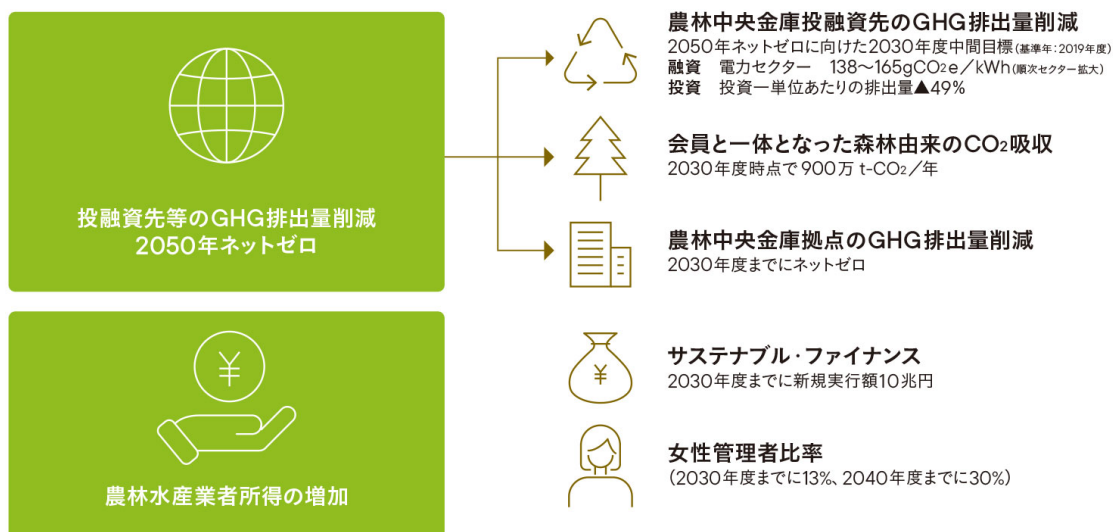 投融資先等のGHG排出量削減
2050年ネットゼロ
農林中央金庫投融資先のGHG排出量削減
2050年ネットゼロに向けた2030年度中間目標(基準年:2019年度)
融資 電力セクター 138〜165gCO₂e／kWh(順次セクター拡大)
投資 投資一単位あたりの排出量▲49%
会員と一体となった森林由来のCO₂吸収
2030年度時点で900万 t-CO₂／年
農林中央金庫拠点のGHG排出量削減
2030年度までにネットゼロ
¥
農林水産業者所得の増加
¥
サステナブル・ファイナンス
2030年度までに新規実行額10兆円
女性管理者比率
(2030年度までに13%、2040年度までに30%)